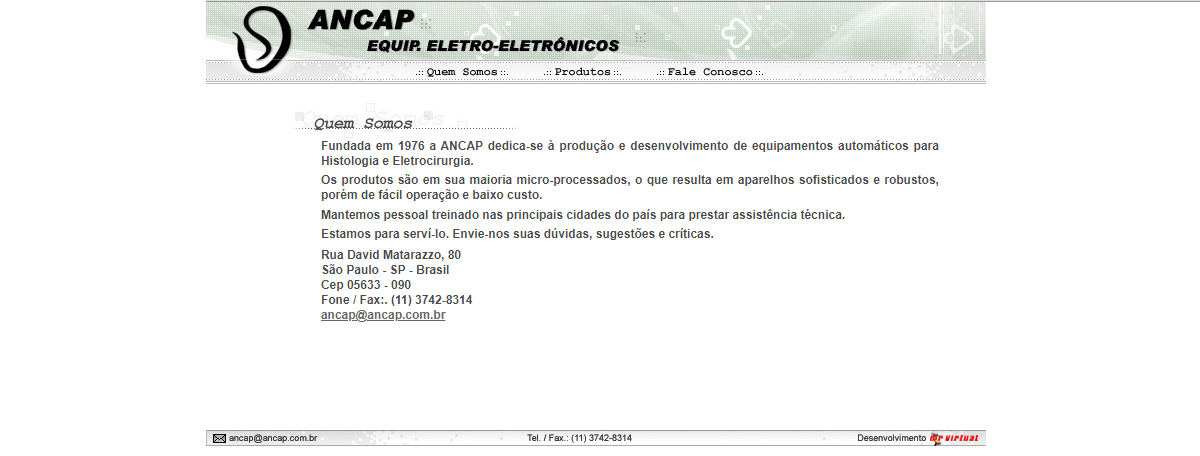 ANCAP
EQUIP. ELETRO-ELETRÔNICOS
.:: Quem Somos ::. .:: Produtos ::. .:: Fale Conosco ::.
Quem Somos
Fundada em 1976 a ANCAP dedica-se à produção e desenvolvimento de equipamentos automáticos para
Histologia e Eletrocirurgia.
Os produtos são em sua maioria micro-processados, o que resulta em aparelhos sofisticados e robustos,
porém de fácil operação e baixo custo.
Mantemos pessoal treinado nas principais cidades do país para prestar assistência técnica.
Estamos para serví-lo. Envie-nos suas dúvidas, sugestões e críticas.
Rua David Matarazzo, 80
São Paulo - SP - Brasil
Cep 05633 - 090
Fone / Fax:. (11) 3742-8314
ancap@ancap.com.br
ancap@ancap.com.br Tel. / Fax.: (11) 3742-8314 Desenvolvimento virtual